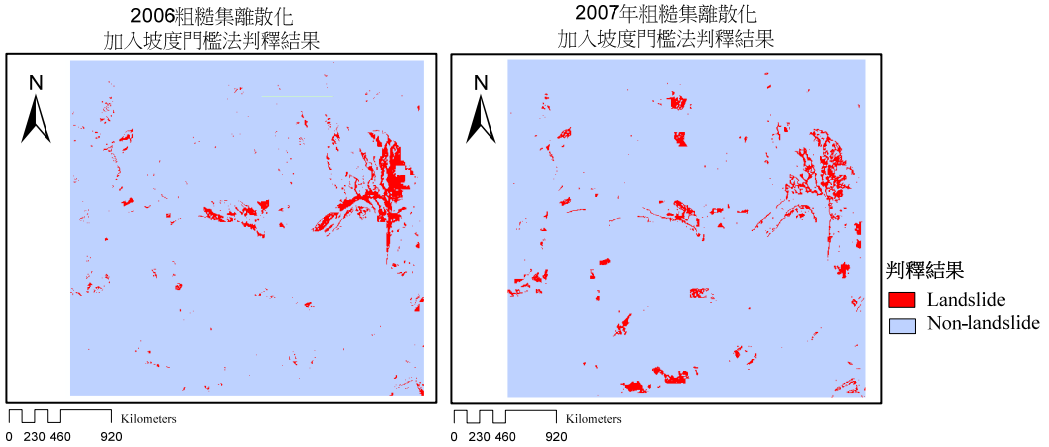 2006粗糙集離散化
加入坡度門檻法判釋結果
2007年粗糙集離散化
加入坡度門檻法判釋結果
N
N
判釋結果
Landslide
Non-landslide
Kilometers
0 230 460 920
Kilometers
0 230 460 920